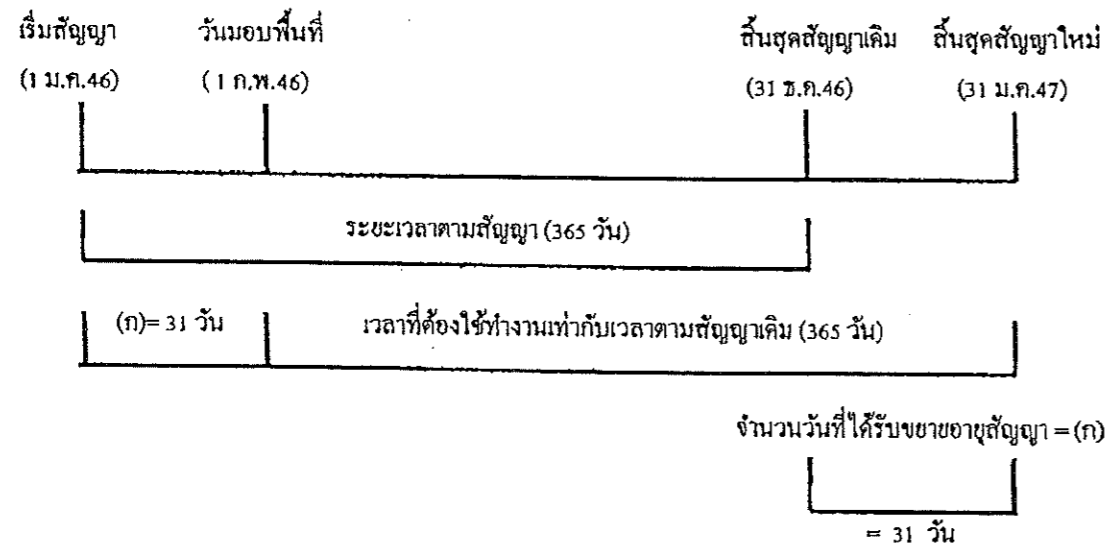 เริ่มสัญญา วันมอบพื้นที่ สิ้นสุดสัญญาเดิม สิ้นสุดสัญญาใหม่
(1 ม.ค.46) ( 1 ก.พ.46) (31 ธ.ค.46) (31 ม.ค.47)
ระยะเวลาตามสัญญา (365 วัน)
(ก)= 31 วัน เวลาที่ต้องใช้ทำงานเท่ากับเวลาตามสัญญาเดิม (365 วัน)
จำนวนวันที่ได้รับขยายอายุสัญญา = (ก)
= 31 วัน